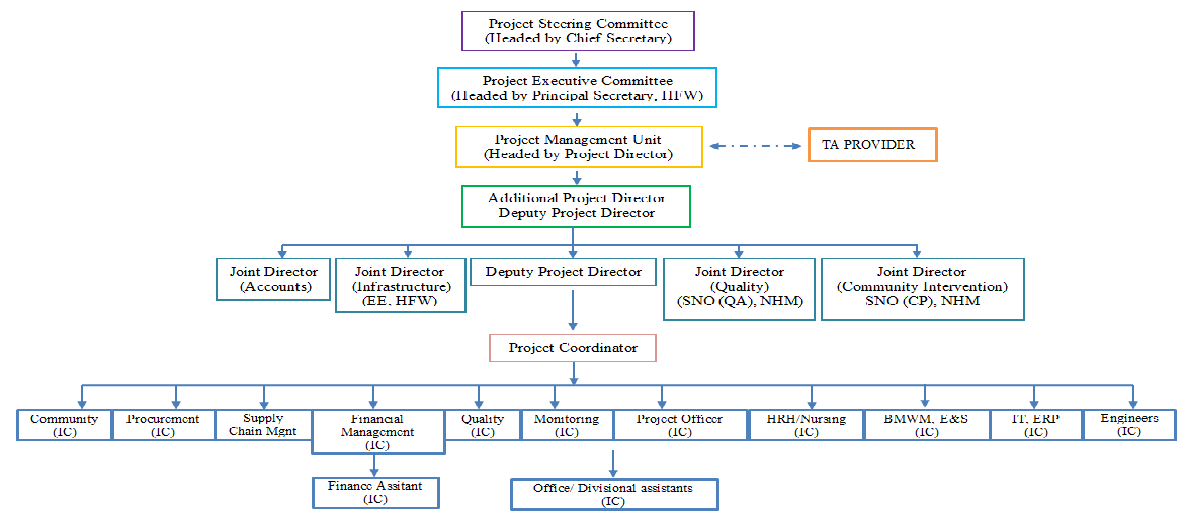 Project Steering Committee
(Headed by Chief Secretary)
Project Executive Committee
(Headed by Principal Secretary, HFW)
Project Management Unit
(Headed by Project Director)
TA PROVIDER
Additional Project Director
Deputy Project Director
Joint Director
(Accounts)
Joint Director
(Infrastructure)
(EE, HFW)
Deputy Project Director
Joint Director
(Quality)
(SNO (QA), NHM)
Joint Director
(Community Intervention)
SNO (CP), NHM
Project Coordinator
Community
(IC)
Procurement
(IC)
Supply
Chain Mgnt
Financial
Management
(IC)
Quality
(IC)
Monitoring
(IC)
Project Officer
(IC)
HRH/Nursing
(IC)
BMWM, E&S
(IC)
IT, ERP
(IC)
Engineers
(IC)
Finance Assitant
(IC)
Office/ Divisional assistants
(IC)